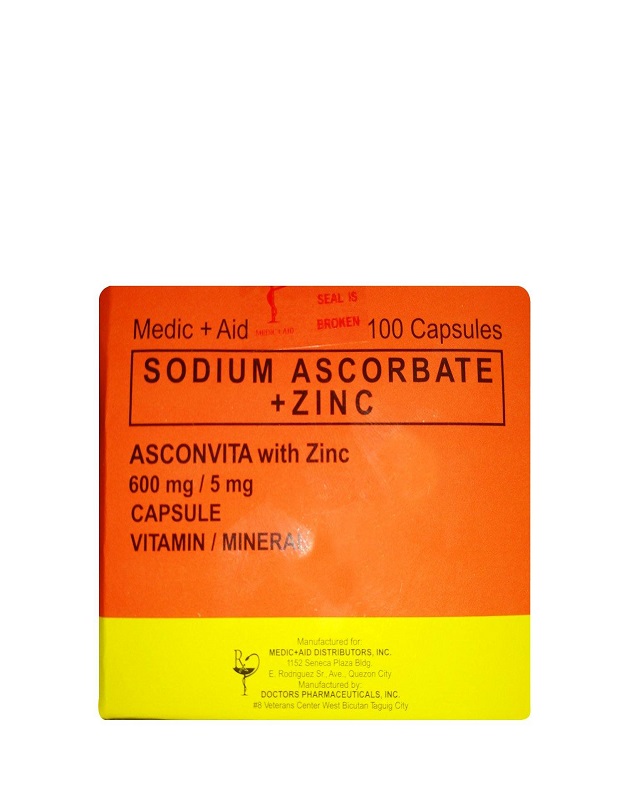 SEAL IS
BROKEN
MEDIC+AID
Medic + Aid
100 Capsules
SODIUM ASCORBATE
+ZINC
ASCONVITA with Zinc
600 mg / 5 mg
CAPSULE
VITAMIN / MINERAL
Manufactured for:
MEDIC+AID DISTRIBUTORS, INC.
1152 Seneca Plaza Bldg.
E. Rodriguez Sr. Ave., Quezon City
Manufactured by:
DOCTORS PHARMACEUTICALS, INC.
#8 Veterans Center West Bicutan Taguig City